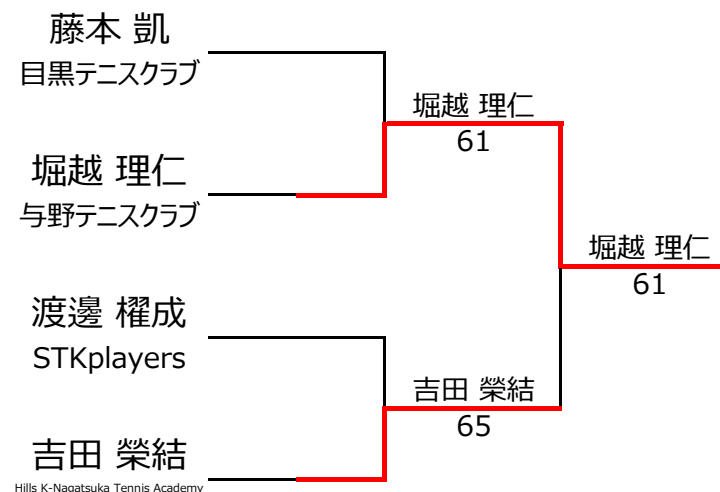 藤本 凱
目黒テニスクラブ
堀越 理仁
61
堀越 理仁
与野テニスクラブ
堀越 理仁
61
渡邊 櫂成
STKplayers
吉田 榮結
65
吉田 榮結
Hills K-Nagatsuka Tennis Academy